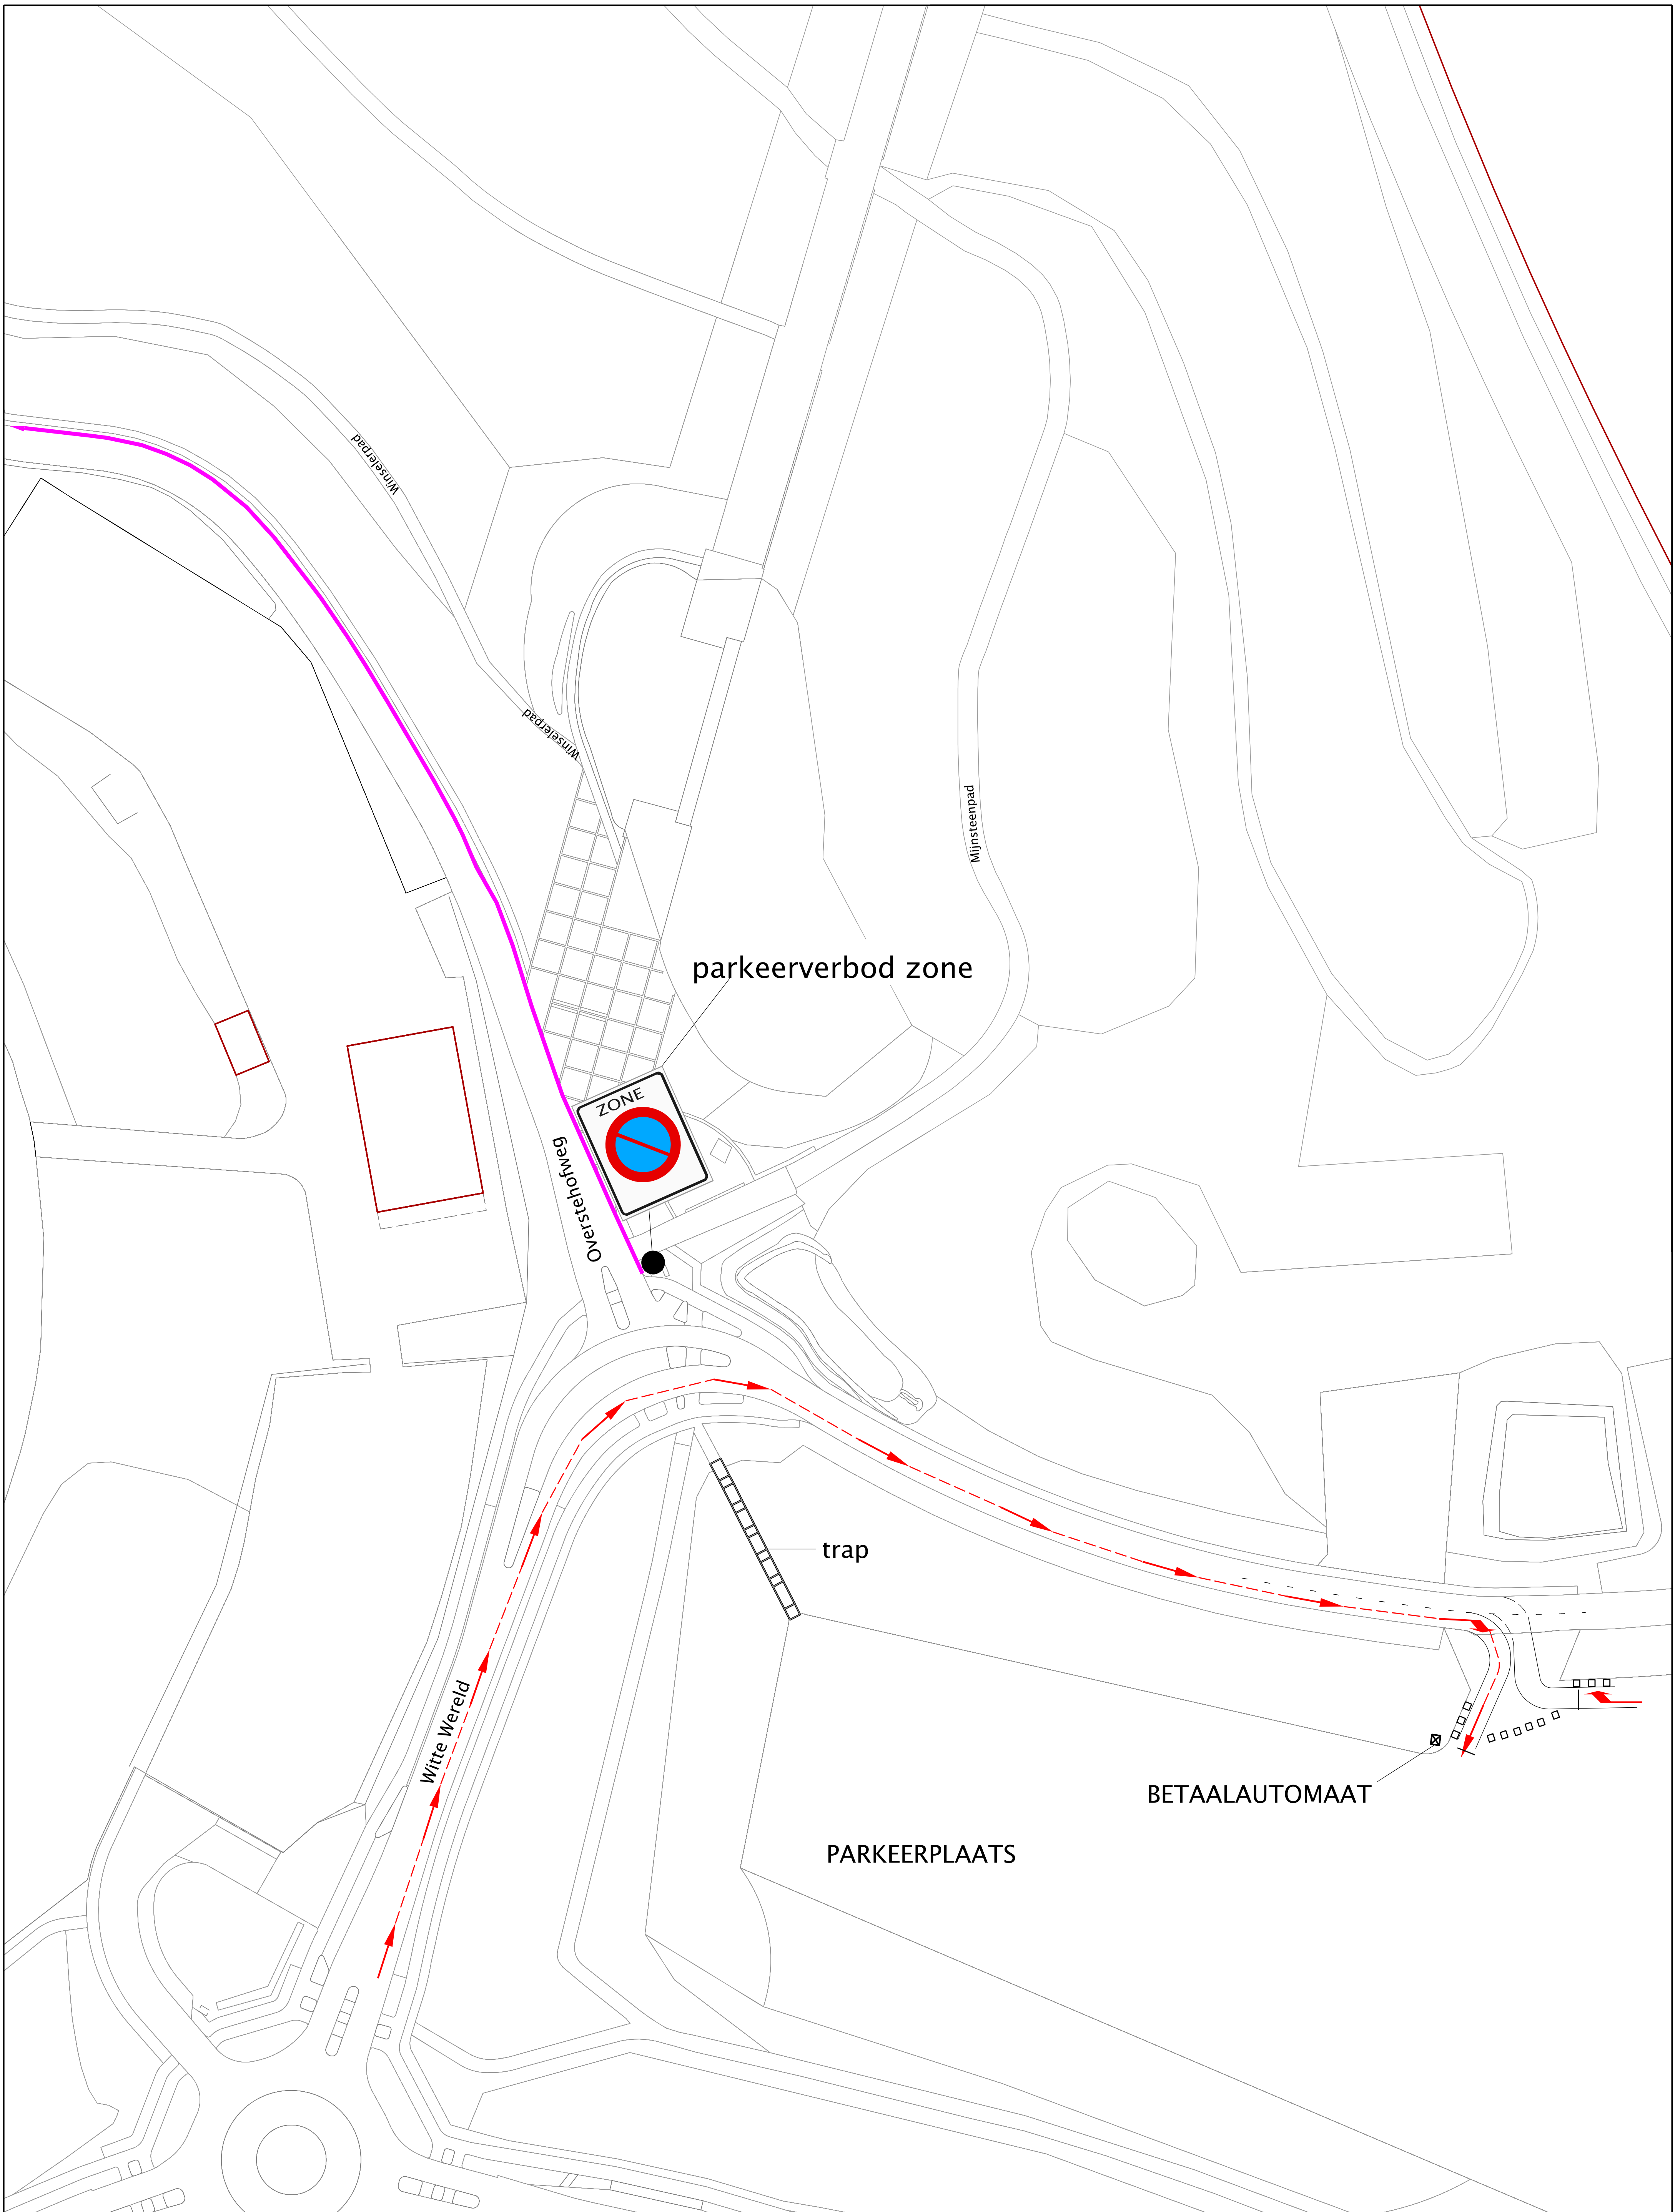 Winselerpad
Winselerpad
Mijnsteenpad
parkeerverbod zone
ZONE
Overstehofweg
trap
Witte Wereld
BETAALAUTOMAAT
PARKEERPLAATS